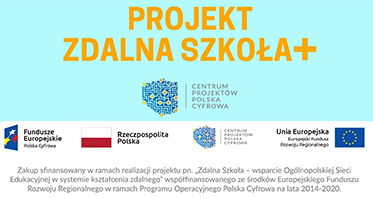 PROJEKT
ZDALNA SZKOŁA+
CENTRUM
PROJEKTÓW
POLSKA
CYFROWA
Fundusze
Europejskie
Polska Cyfrowa
Rzeczpospolita
Polska
CENTRUM
PROJEKTÓW
POLSKA
CYFROWA
Unia Europejska
Europejski Fundusz
Rozwoju Regionalnego
Zakup sfinansowany w ramach realizacji projektu pn. „Zdalna Szkoła – wsparcie Ogólnopolskiej Sieci
Edukacyjnej w systemie kształcenia zdalnego” współfinansowanego ze środków Europejskiego Funduszu
Rozwoju Regionalnego w ramach Programu Operacyjnego Polska Cyfrowa na lata 2014-2020.